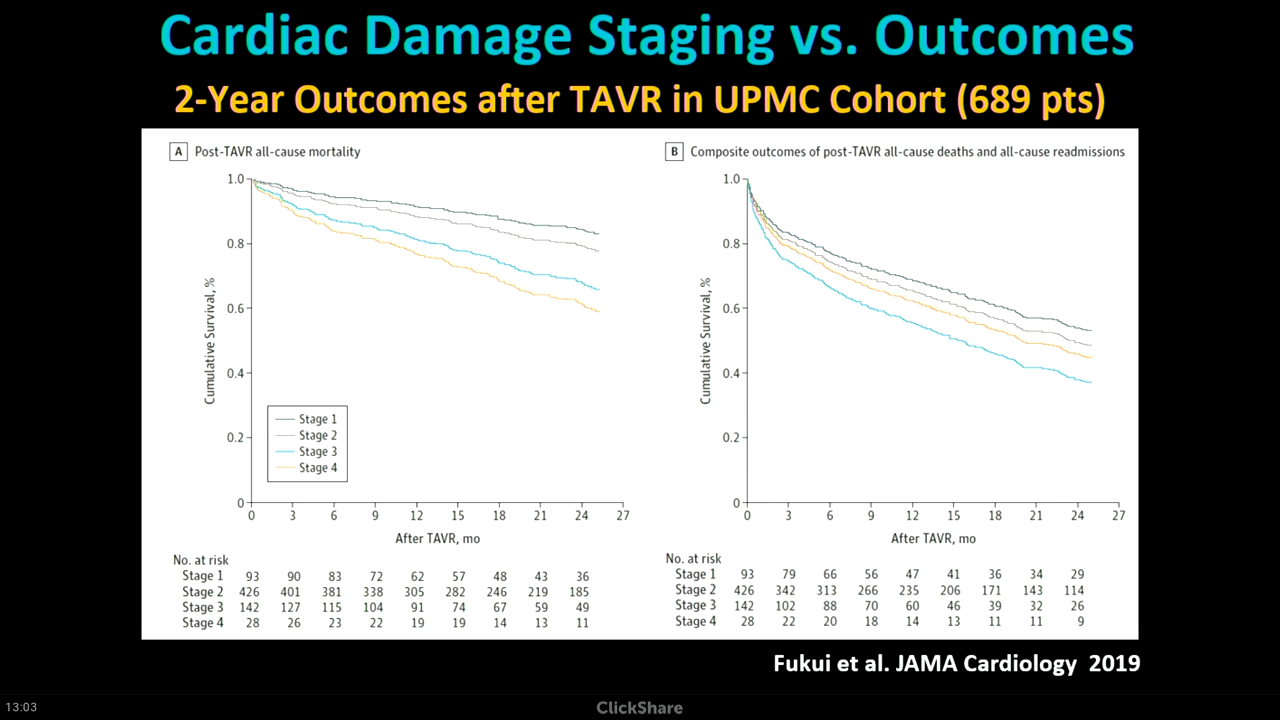 Cardiac Damage Staging vs. Outcomes
2-Year Outcomes after TAVR in UPMC Cohort (689 pts)
A Post-TAVR all-cause mortality
1.0
0.8
0.6
0.4
0.2
0
Cumulative Survival, %
Stage 1
Stage 2
Stage 3
Stage 4
0 3 6 9 12 15 18 21 24 27
After TAVR, mo
No. at risk
Stage 1 93 90 83 72 62 57 48 43 36
Stage 2 426 401 381 338 305 282 246 219 185
Stage 3 142 127 115 104 91 74 67 59 49
Stage 4 28 26 23 22 19 19 14 13 11
B Composite outcomes of post-TAVR all-cause deaths and all-cause readmissions
1.0
0.8
0.6
0.4
0.2
0
Cumulative Survival, %
0 3 6 9 12 15 18 21 24 27
After TAVR, mo
No. at risk
Stage 1 93 79 66 56 47 41 36 34 29
Stage 2 426 342 313 266 235 206 171 143 114
Stage 3 142 102 88 70 60 46 39 32 26
Stage 4 28 22 20 18 14 13 11 11 9
Fukui et al. JAMA Cardiology 2019
13:03
ClickShare